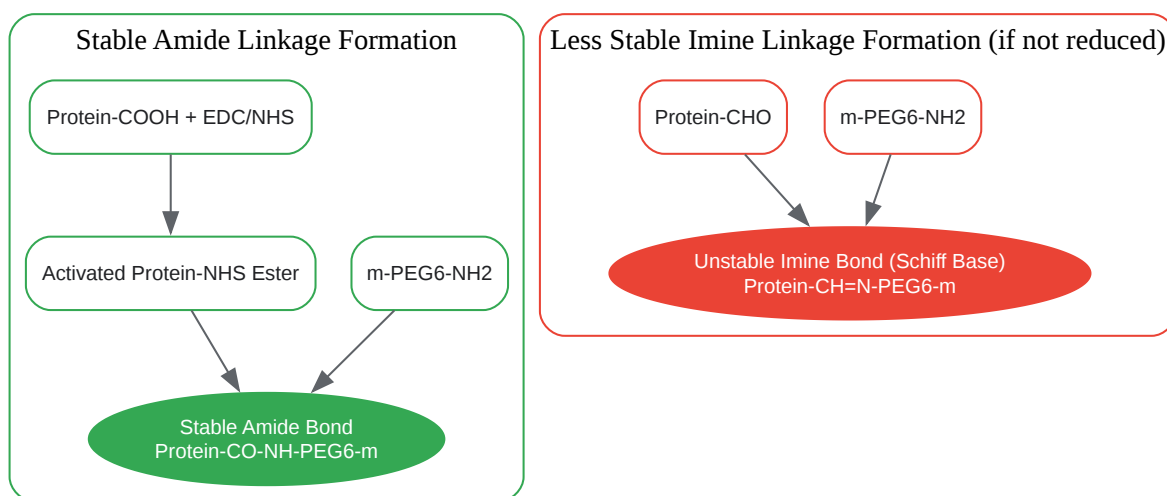 Stable Amide Linkage Formation
Protein-COOH + EDC/NHS
Activated Protein-NHS Ester
m-PEG6-NH2
Stable Amide Bond
Protein-CO-NH-PEG6-m
Less Stable Imine Linkage Formation (if not reduced)
Protein-CHO
m-PEG6-NH2
Unstable Imine Bond (Schiff Base)
Protein-CH=N-PEG6-m